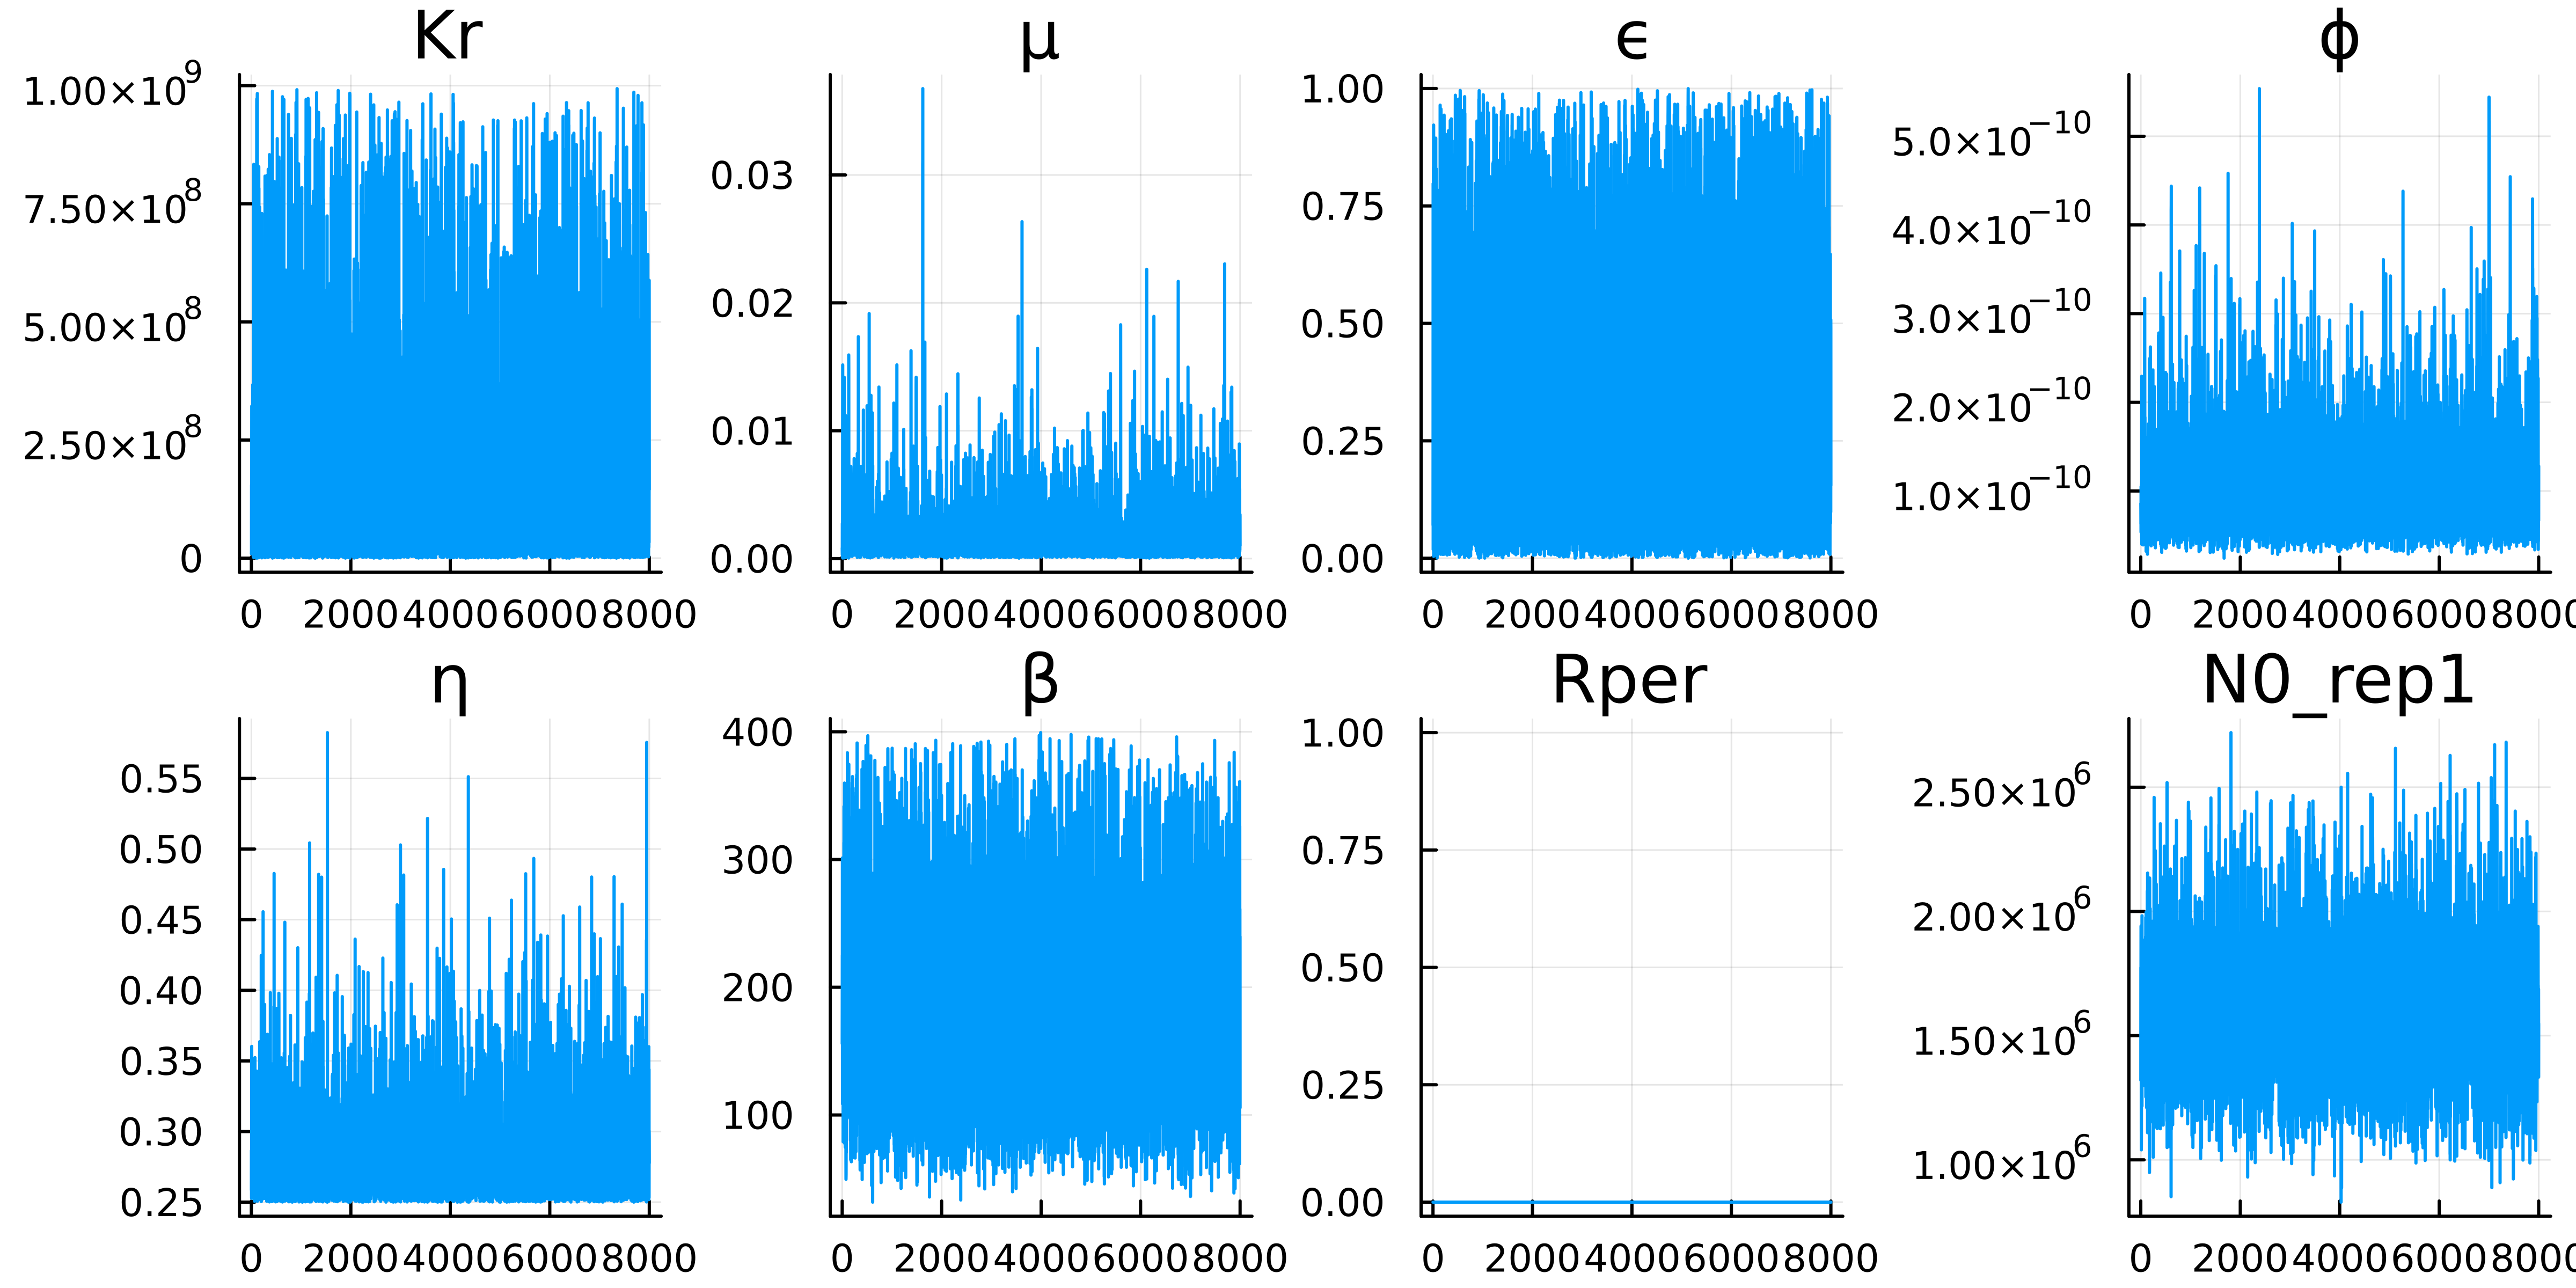 Kr
μ
ϵ
ϕ
1.00×10⁹
7.50×10⁸
5.00×10⁸
2.50×10⁸
0
0 2000 4000 6000 8000
0.03
0.02
0.01
0.00
0 2000 4000 6000 8000
1.00
0.75
0.50
0.25
0.00
0 2000 4000 6000 8000
5.0×10⁻¹⁰
4.0×10⁻¹⁰
3.0×10⁻¹⁰
2.0×10⁻¹⁰
1.0×10⁻¹⁰
0 2000 4000 6000 8000
η
β
Rper
N0_rep1
0.55
0.50
0.45
0.40
0.35
0.30
0.25
0 2000 4000 6000 8000
400
300
200
100
0 2000 4000 6000 8000
1.00
0.75
0.50
0.25
0.00
0 2000 4000 6000 8000
2.50×10⁶
2.00×10⁶
1.50×10⁶
1.00×10⁶
0 2000 4000 6000 8000